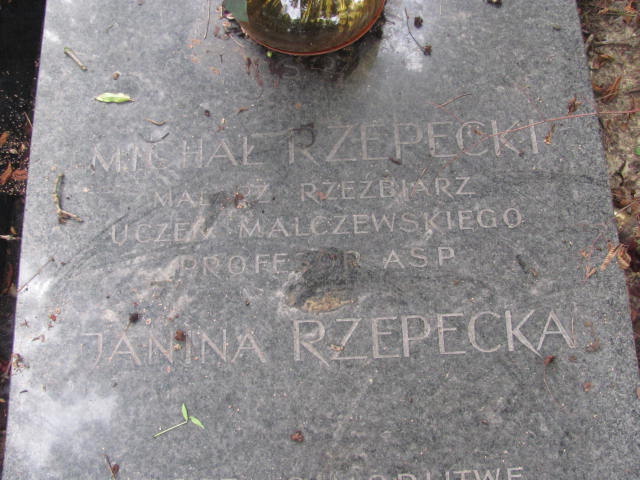 MICHAŁ RZEPECKI
MALARZ RZEŹBIARZ
UCZEŃ MALCZEWSKIEGO
PROFESOR ASP
JANINA RZEPECKA